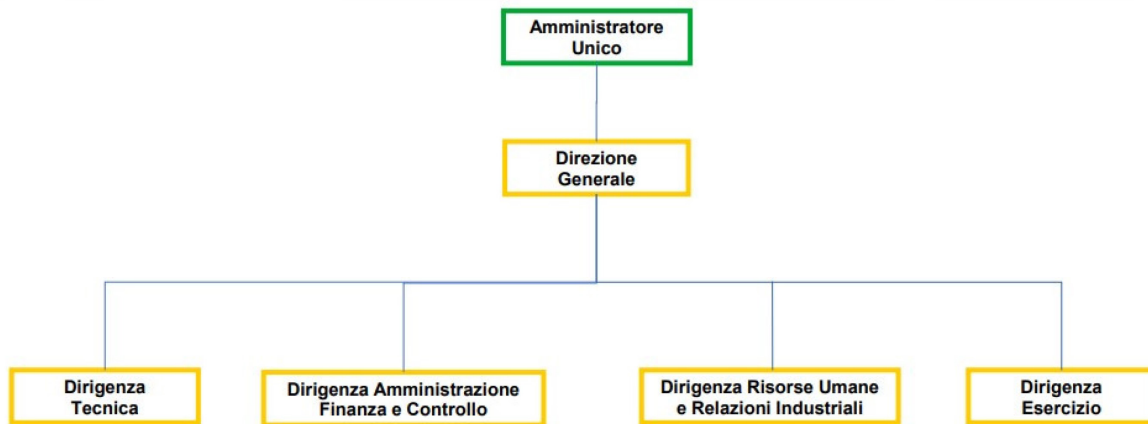 Amministratore
Unico
Direzione
Generale
Dirigenza
Tecnica
Dirigenza Amministrazione
Finanza e Controllo
Dirigenza Risorse Umane
e Relazioni Industriali
Dirigenza
Esercizio